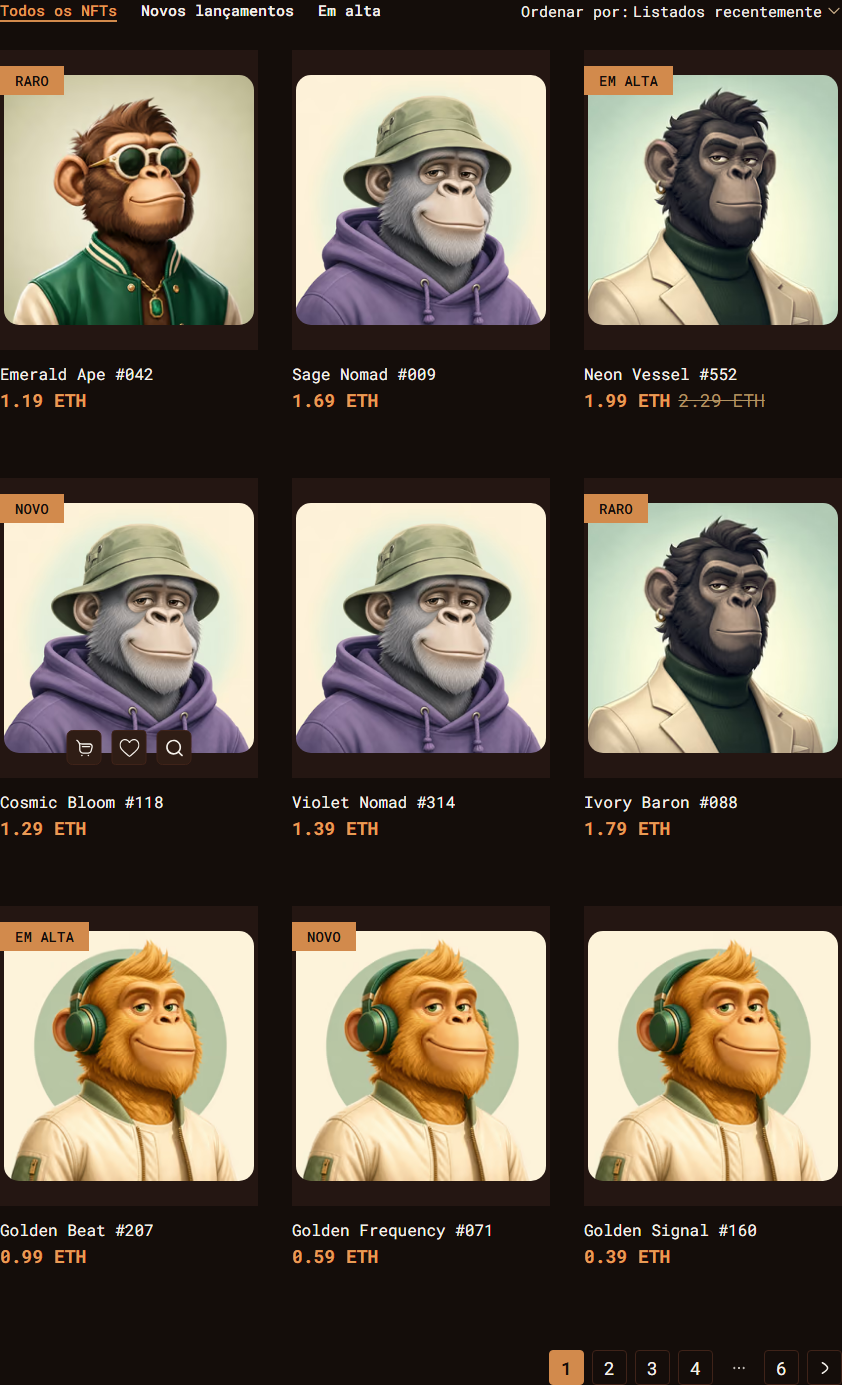 Todos os NFTs Novos lançamentos Em alta Ordenar por: Listados recentemente
RARO
EM ALTA
Emerald Ape #042
1.19 ETH
Sage Nomad #009
1.69 ETH
Neon Vessel #552
1.99 ETH 2.29 ETH
NOVO
RARO
Cosmic Bloom #118
1.29 ETH
Violet Nomad #314
1.39 ETH
Ivory Baron #088
1.79 ETH
EM ALTA
NOVO
Golden Beat #207
0.99 ETH
Golden Frequency #071
0.59 ETH
Golden Signal #160
0.39 ETH
1 2 3 4 ··· 6